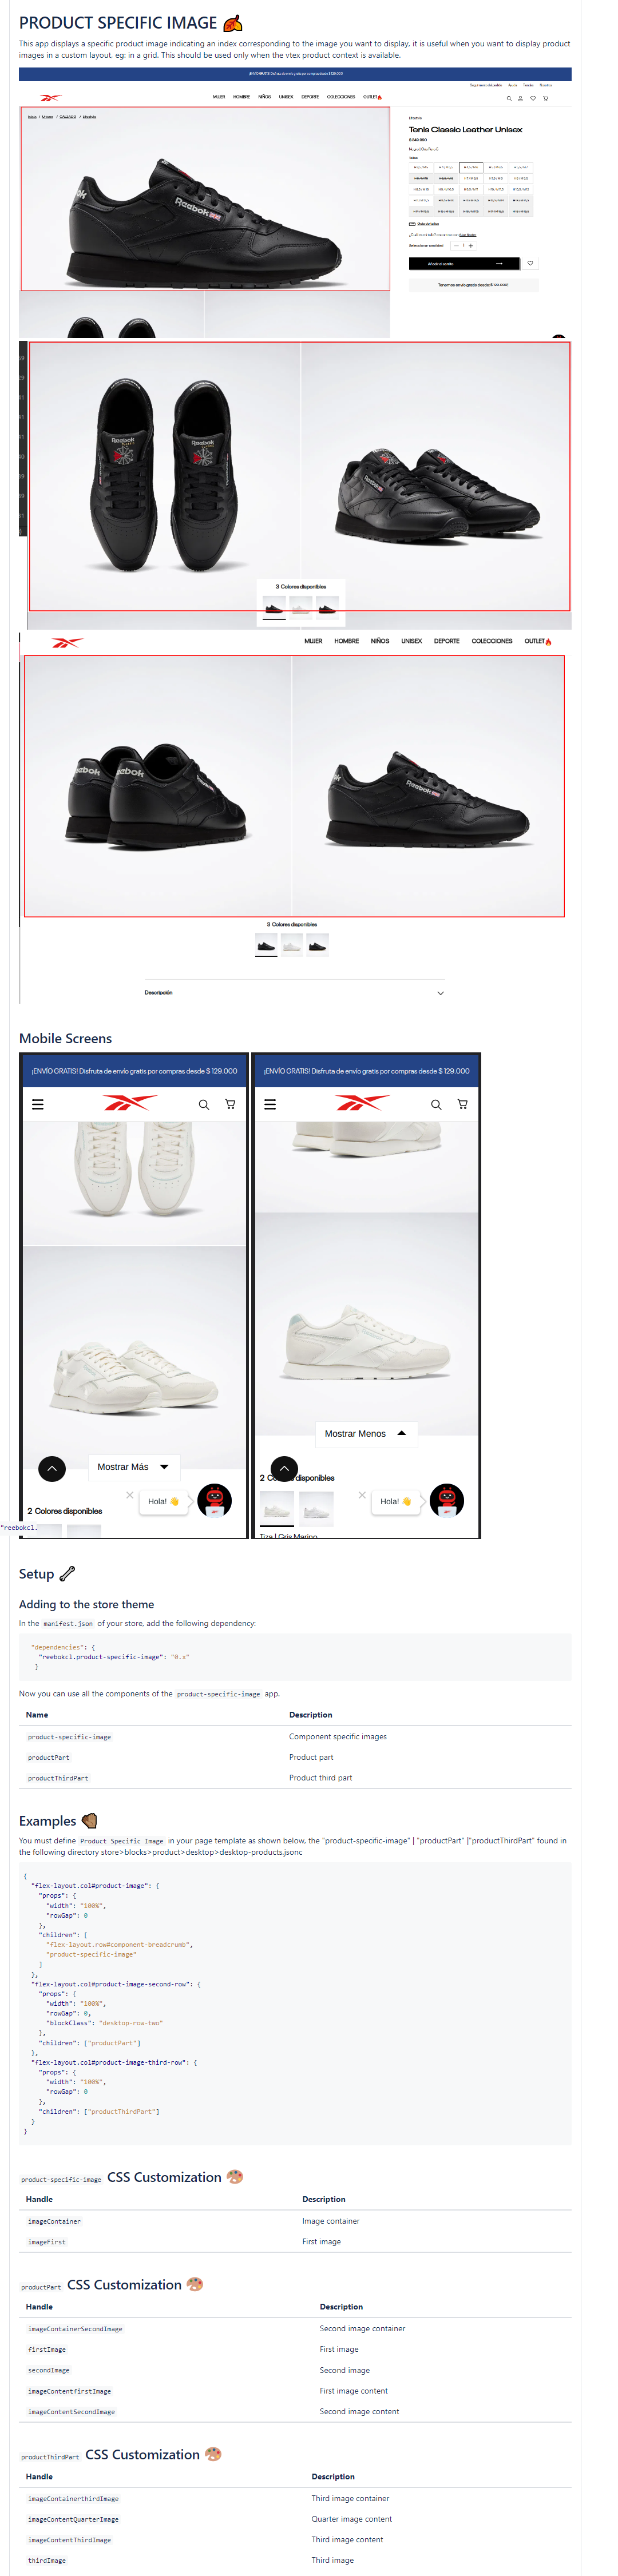 PRODUCT SPECIFIC IMAGE
This app displays a specific product image indicating an index corresponding to the image you want to display. it is useful when you want to display product
images in a custom layout, eg: in a grid. This should be used only when the vtex product context is available.
MUJER HOMBRE NIÑOS UNISEX DEPORTE COLECCIONES OUTLET
Reebok
Tenis Classic Leather Unisex
Añadir al carrito
1
Reebok
Reebok
3 Colores disponibles
MUJER HOMBRE NIÑOS UNISEX DEPORTE COLECCIONES OUTLET
Reebok
Reebok
3 Colores disponibles
Descripción
Mobile Screens
¡ENVÍO GRATIS! Disfruta de envío gratis por compras desde $ 129.000
¡ENVÍO GRATIS! Disfruta de envío gratis por compras desde $ 129.000
Mostrar Más
Mostrar Menos
2 Colores disponibles
Hola! 👋
2 disponibles
Hola! 👋
Tiza | Gris Marino
"reebokcl.
Setup
Adding to the store theme
In the manifest.json of your store, add the following dependency:
"dependencies": {
"reebokcl.product-specific-image": "0.x"
}
Now you can use all the components of the product-specific-image app.
Name Description
product-specific-image Component specific images
productPart Product part
productThirdPart Product third part
Examples
You must define Product Specific Image in your page template as shown below. the "product-specific-image" | "productPart" |"productThirdPart" found in
the following directory store>blocks>product>desktop>desktop-products.jsonc
{
"flex-layout.col#product-image": {
"props": {
"width": "100%",
"rowGap": 0
},
"children": [
"flex-layout.row#component-breadcrumb",
"product-specific-image"
]
},
"flex-layout.col#product-image-second-row": {
"props": {
"width": "100%",
"rowGap": 0,
"blockClass": "desktop-row-two"
},
"children": ["productPart"]
},
"flex-layout.col#product-image-third-row": {
"props": {
"width": "100%",
"rowGap": 0
},
"children": ["productThirdPart"]
}
}
product-specific-image CSS Customization
Handle Description
imageContainer Image container
imageFirst First image
productPart CSS Customization
Handle Description
imageContainerSecondImage Second image container
firstImage First image
secondImage Second image
imageContentfirstImage First image content
imageContentSecondImage Second image content
productThirdPart CSS Customization
Handle Description
imageContainerthirdImage Third image container
imageContentQuarterImage Quarter image content
imageContentThirdImage Third image content
thirdImage Third image